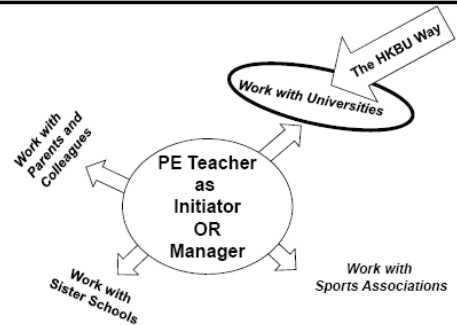 The HKBU Way
Work with Universities
Work with
Parents and
Colleagues
PE Teacher
as
Initiator
OR
Manager
Work with
Sister Schools
Work with
Sports Associations